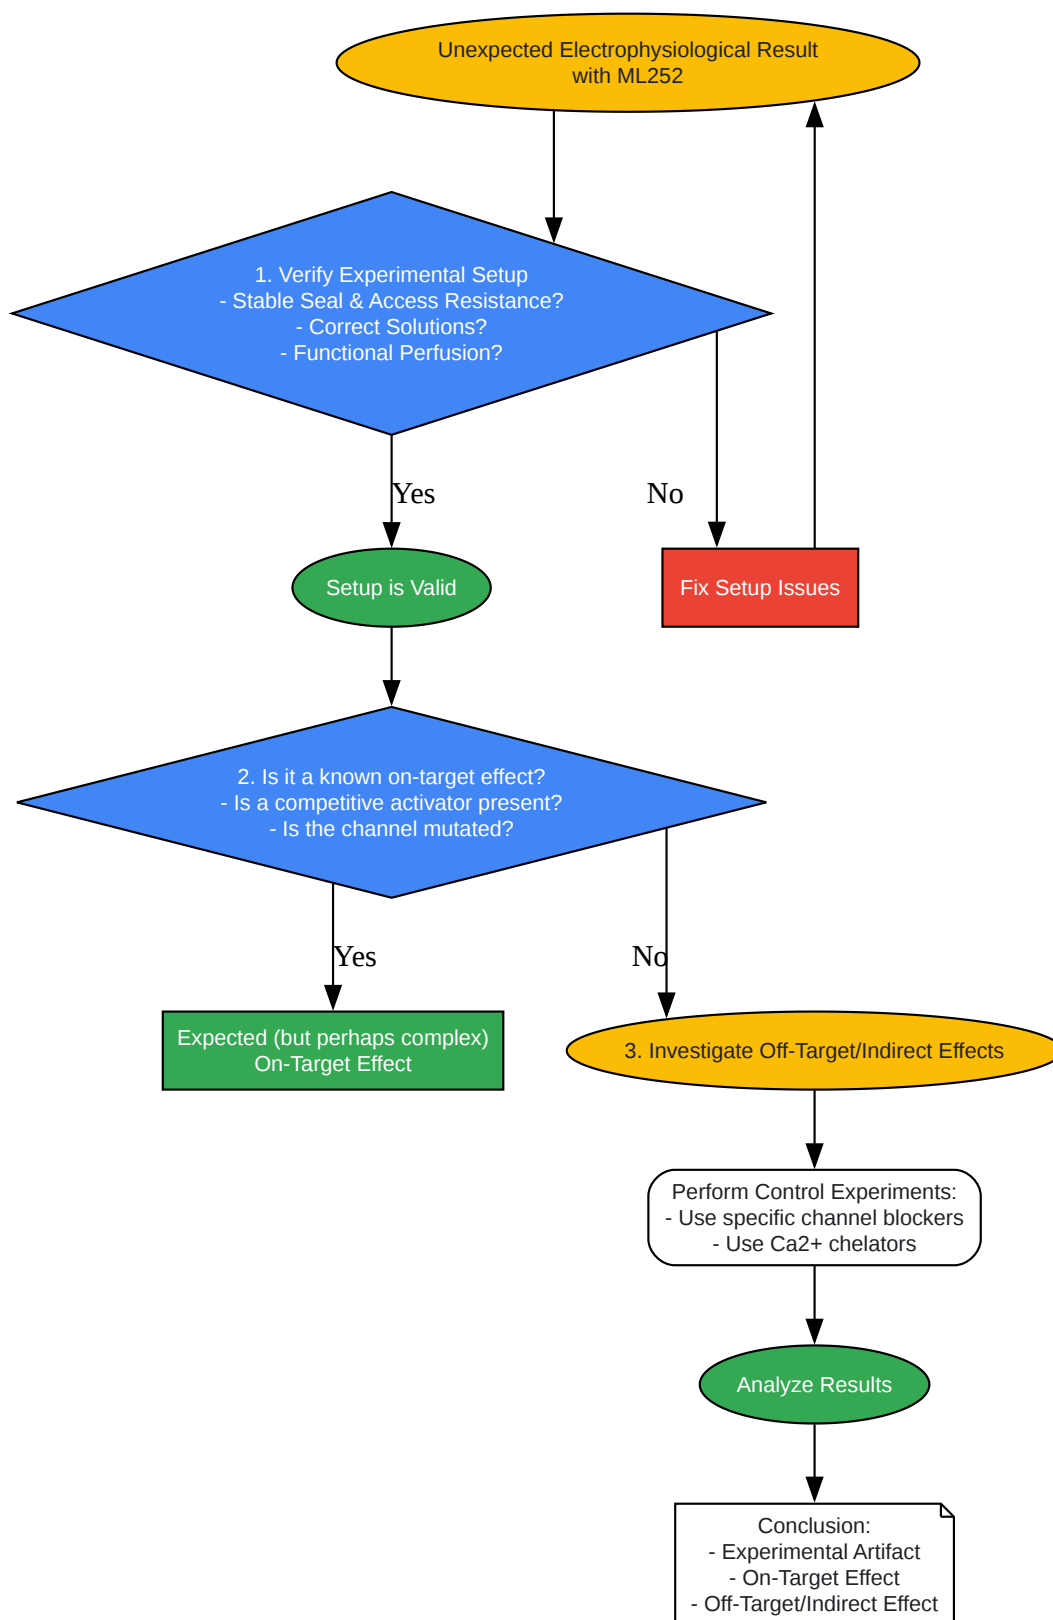 Unexpected Electrophysiological Result
with ML252
1. Verify Experimental Setup
- Stable Seal & Access Resistance?
- Correct Solutions?
- Functional Perfusion?
Yes
No
Setup is Valid
Fix Setup Issues
2. Is it a known on-target effect?
- Is a competitive activator present?
- Is the channel mutated?
Yes
No
Expected (but perhaps complex)
On-Target Effect
3. Investigate Off-Target/Indirect Effects
Perform Control Experiments:
- Use specific channel blockers
- Use Ca2+ chelators
Analyze Results
Conclusion:
- Experimental Artifact
- On-Target Effect
- Off-Target/Indirect Effect